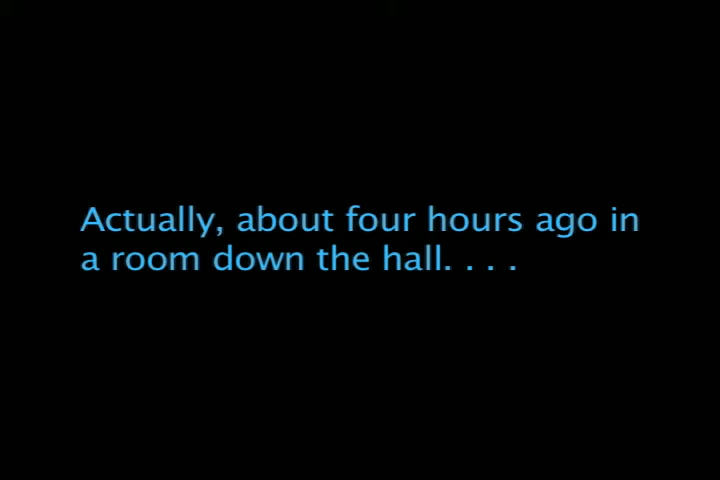 Actually, about four hours ago in
a room down the hall. . . .